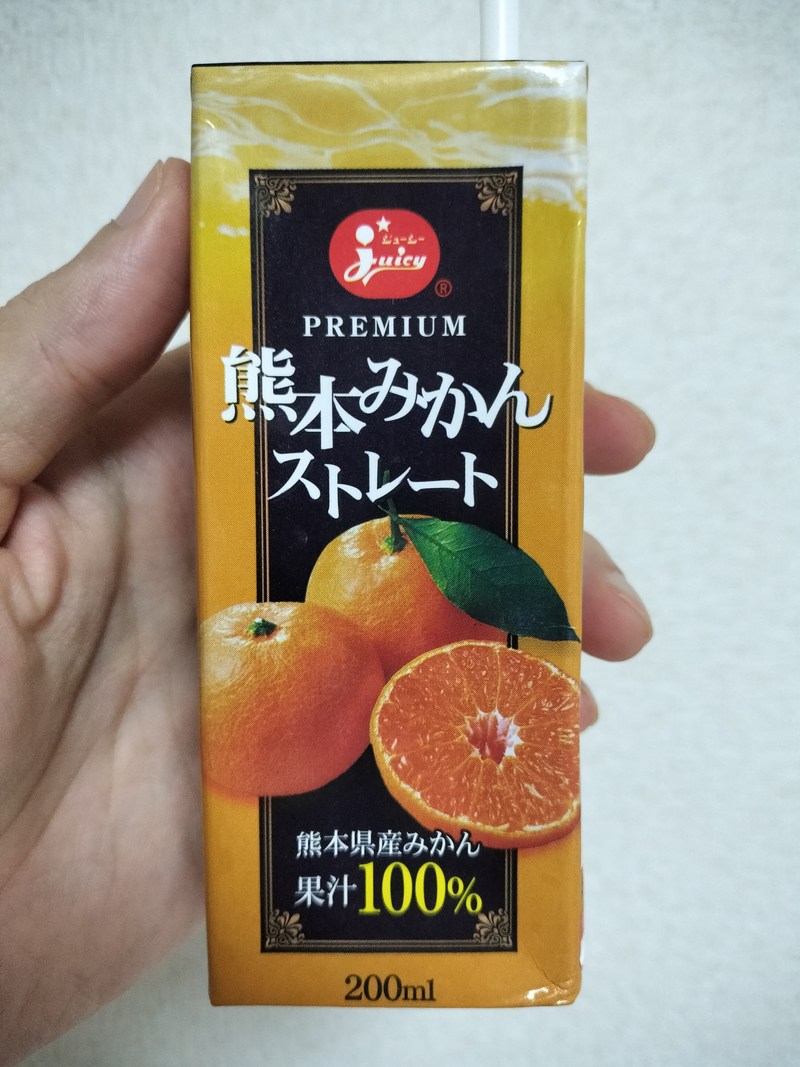 ジューシー
juicy
®
PREMIUM
熊本みかん
ストレート
熊本県産みかん
果汁100%
200ml